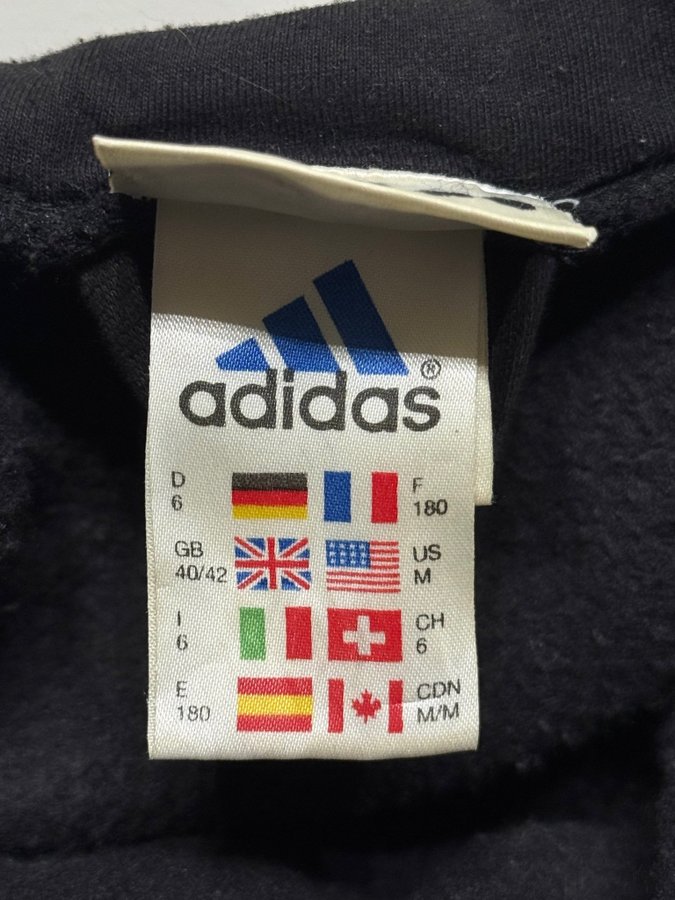 adidas®
D
6
F
180
GB
40/42
US
M
I
6
CH
6
E
180
CDN
M/M